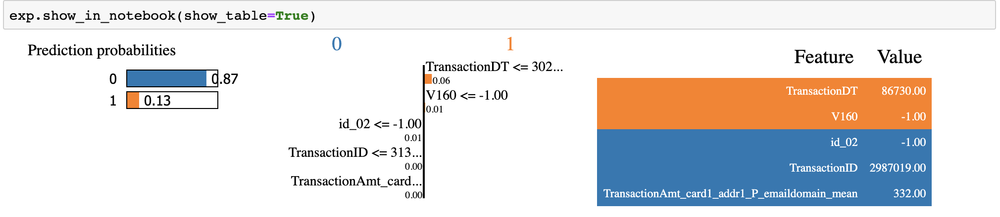 exp.show_in_notebook(show_table=True)
Prediction probabilities
0 0.87
1 0.13
0 1
TransactionDT <= 302...
0.06
V160 <= -1.00
0.01
id_02 <= -1.00
0.01
TransactionID <= 313...
0.00
TransactionAmt_card...
0.00
Feature Value
TransactionDT 86730.00
V160 -1.00
id_02 -1.00
TransactionID 2987019.00
TransactionAmt_card1_addr1_P_emaildomain_mean 332.00